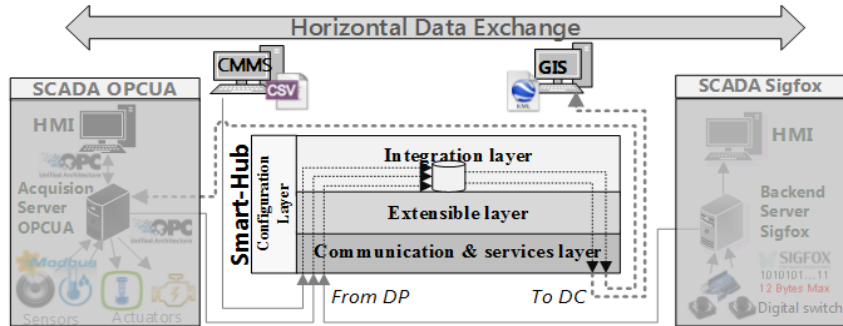 Horizontal Data Exchange
SCADA OPCUA
CMMS
CSV
GIS
KML
SCADA Sigfox
HMI
OPC
Unified Architecture
Acquision
Server
OPCUA
OPC
Unified Architecture
Modbus
Sensors
Actuators
Smart-Hub
Configuration
Layer
Integration layer
Extensible layer
Communication & services layer
From DP
To DC
HMI
Backend
Server
Sigfox
SIGFOX
1010101...11
12 Bytes Max
Digital switch